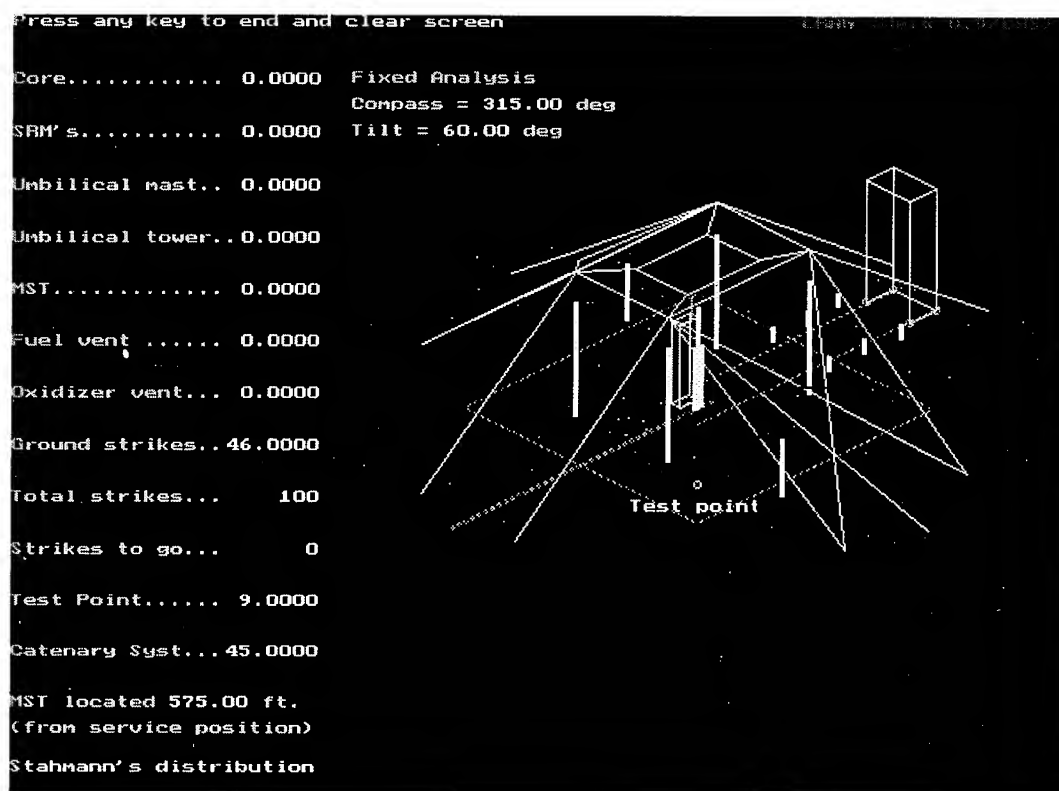 Press any key to end and clear screen
Core............ 0.0000
Fixed Analysis
Compass = 315.00 deg
SRM's........... 0.0000
Tilt = 60.00 deg
Umbilical mast.. 0.0000
Umbilical tower..0.0000
MST............. 0.0000
Fuel vent ...... 0.0000
Oxidizer vent... 0.0000
Ground strikes..46.0000
Total strikes... 100
Test point
Strikes to go... 0
Test Point...... 9.0000
Catenary Syst...45.0000
MST located 575.00 ft.
(from service position)
Stahmann's distribution